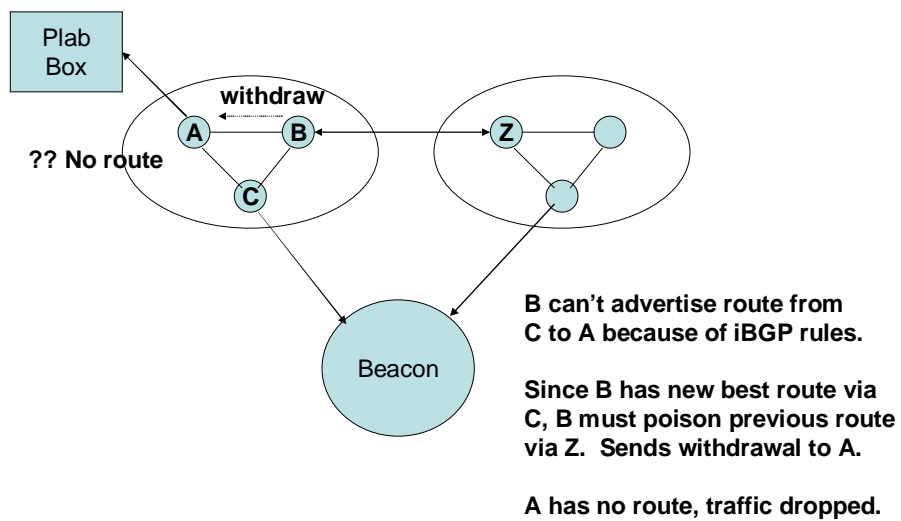 Plab
Box
withdraw
A
B
Z
?? No route
C
Beacon
B can't advertise route from
C to A because of iBGP rules.
Since B has new best route via
C, B must poison previous route
via Z. Sends withdrawal to A.
A has no route, traffic dropped.